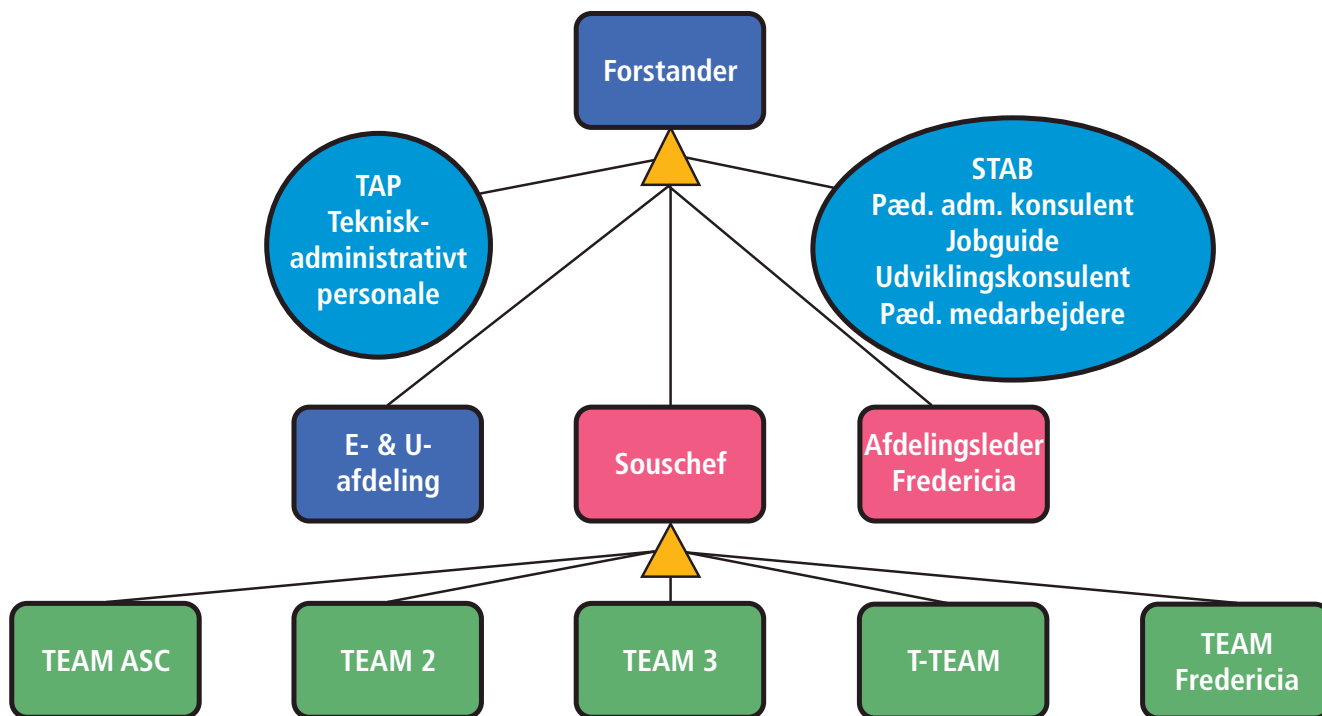 Forstander
TAP
Teknisk-
administrativt
personale
STAB
Pæd. adm. konsulent
Jobguide
Udviklingskonsulent
Pæd. medarbejdere
E- & U-
afdeling
Souschef
Afdelingsleder
Fredericia
TEAM ASC
TEAM 2
TEAM 3
T-TEAM
TEAM
Fredericia